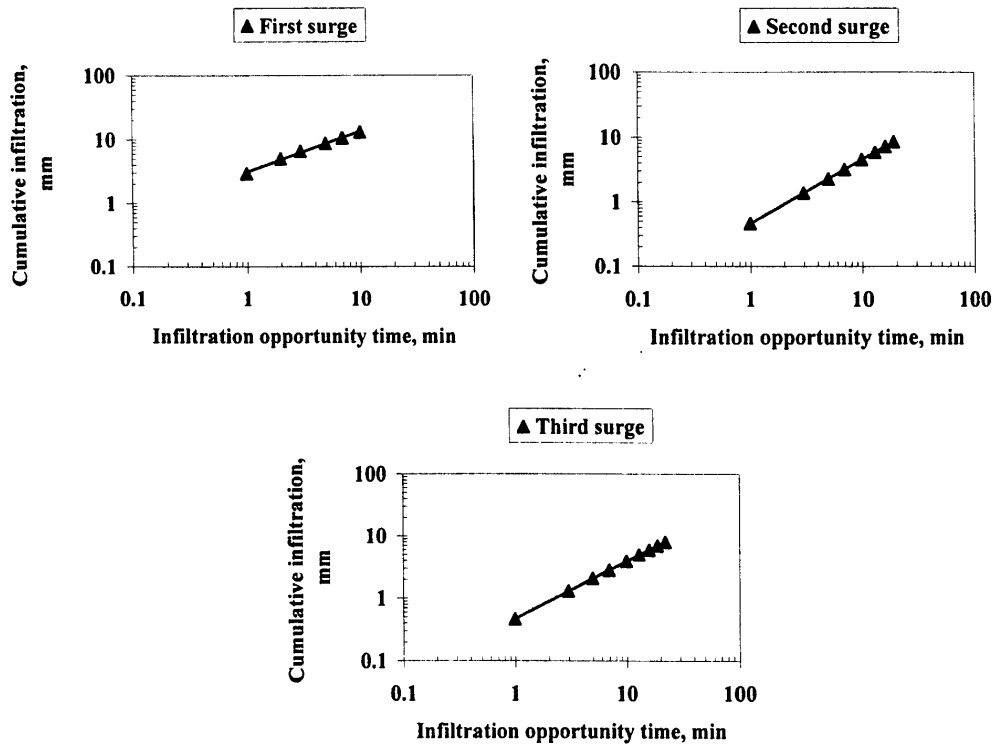 ▲ First surge
Cumulative infiltration,
mm
100
10
1
0.1
0.1 1 10 100
Infiltration opportunity time, min
▲ Second surge
Cumulative infiltration,
mm
100
10
1
0.1
0.1 1 10 100
Infiltration opportunity time, min
▲ Third surge
Cumulative infiltration,
mm
100
10
1
0.1
0.1 1 10 100
Infiltration opportunity time, min